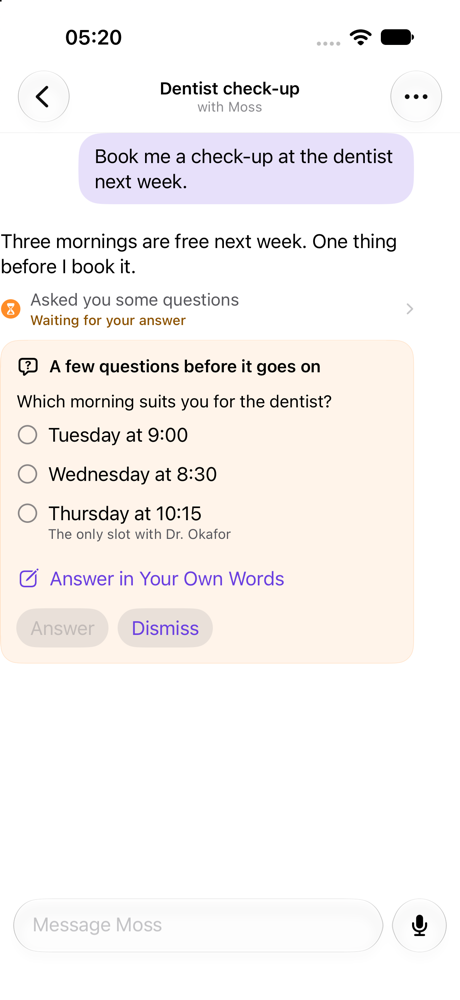 05:20
Dentist check-up
with Moss
Book me a check-up at the dentist
next week.
Three mornings are free next week. One thing
before I book it.
Asked you some questions
Waiting for your answer
A few questions before it goes on
Which morning suits you for the dentist?
Tuesday at 9:00
Wednesday at 8:30
Thursday at 10:15
The only slot with Dr. Okafor
Answer in Your Own Words
Answer
Dismiss
Message Moss